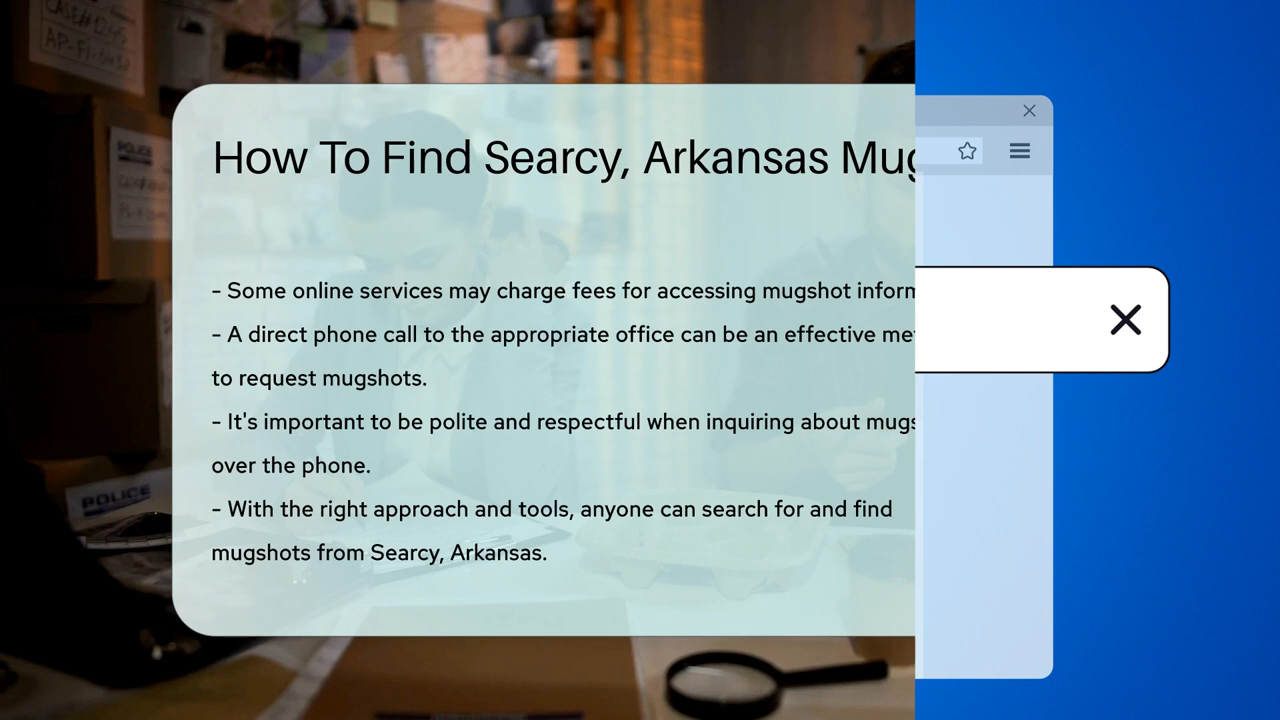 CASE#
POLICE
How To Find Searcy, Arkansas Mug
- Some online services may charge fees for accessing mugshot inform
- A direct phone call to the appropriate office can be an effective me
to request mugshots.
- It's important to be polite and respectful when inquiring about mugs
over the phone.
- With the right approach and tools, anyone can search for and find
mugshots from Searcy, Arkansas.
POLICE